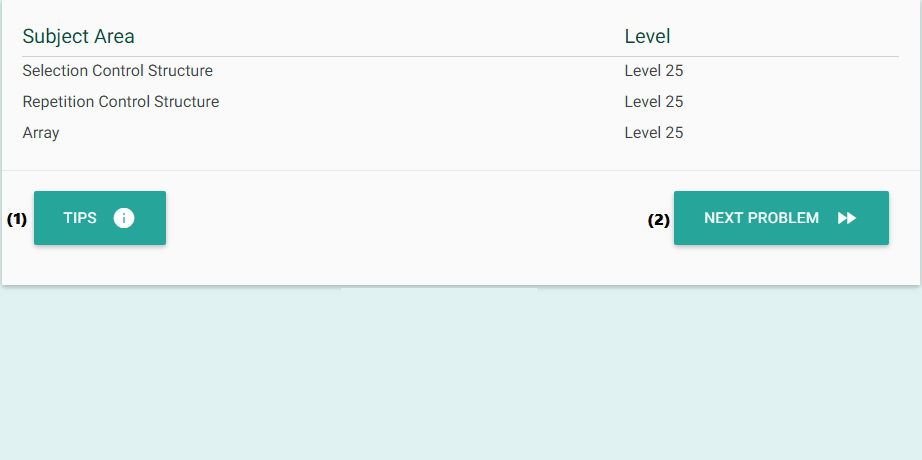 Subject Area Level
Selection Control Structure Level 25
Repetition Control Structure Level 25
Array Level 25
(1) TIPS (2) NEXT PROBLEM